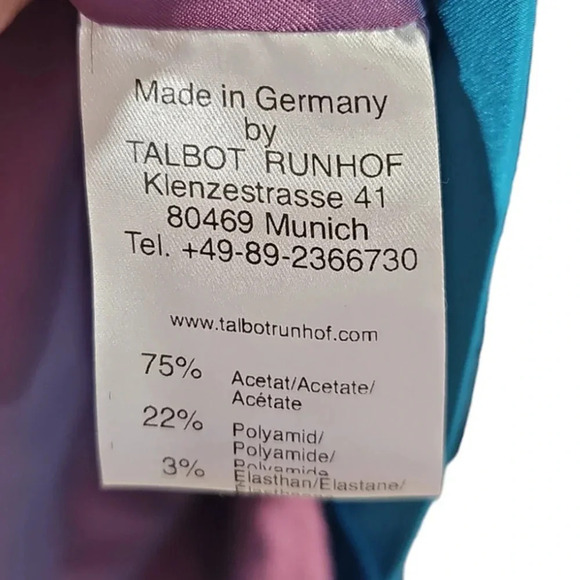 Made in Germany
by
TALBOT RUNHOF
Klenzestrasse 41
80469 Munich
Tel. +49-89-2366730
www.talbotrunhof.com
75% Acetat/Acetate/
Acétate
22% Polyamid/
Polyamide/
Polyamide
3% Elasthan/Elastane/